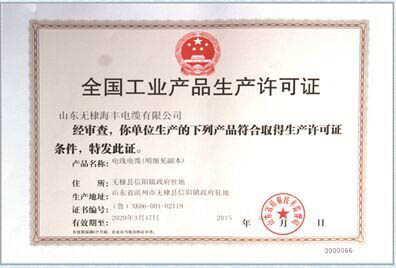 全国工业产品生产许可证
山东无棣海丰电缆有限公司
经审查，你单位生产的下列产品符合取得生产许可证
条件，特发此证。
产品名称：电线电缆(明细见副本)
住 所：无棣县信阳镇政府驻地
生产地址：山东省滨州市无棣县信阳镇政府驻地
证书编号：（鲁）XK06-001-02119
有效期至：2020年3月17日 2015 年 月 日
0000066